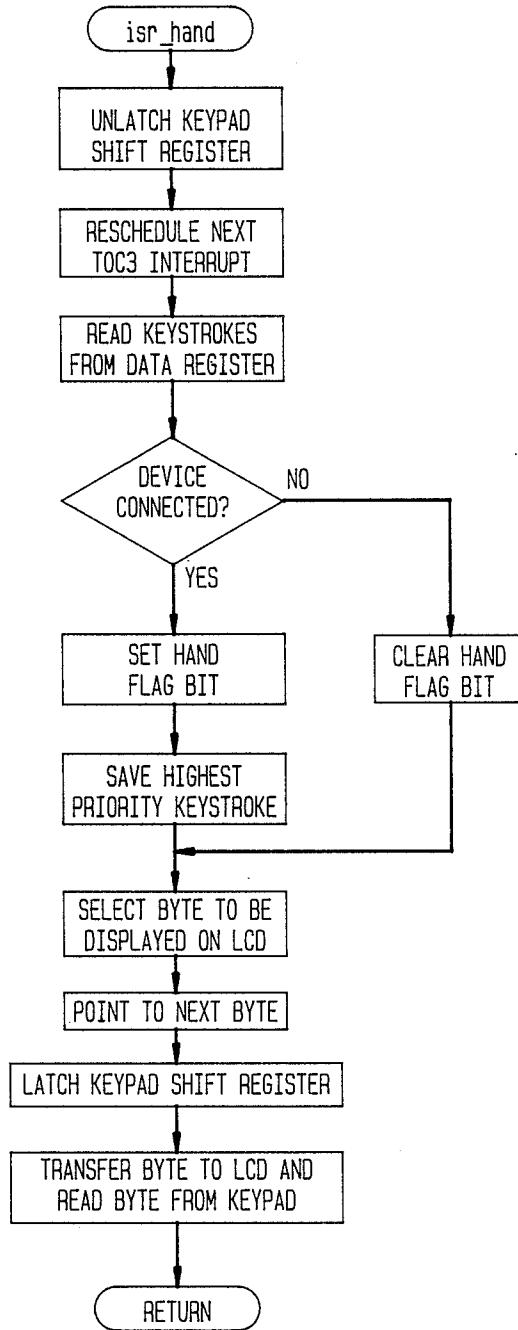 isr_hand
UNLATCH KEYPAD
SHIFT REGISTER
RESCHEDULE NEXT
TOC3 INTERRUPT
READ KEYSTROKES
FROM DATA REGISTER
DEVICE
CONNECTED?
NO
YES
SET HAND
FLAG BIT
CLEAR HAND
FLAG BIT
SAVE HIGHEST
PRIORITY KEYSTROKE
SELECT BYTE TO BE
DISPLAYED ON LCD
POINT TO NEXT BYTE
LATCH KEYPAD SHIFT REGISTER
TRANSFER BYTE TO LCD AND
READ BYTE FROM KEYPAD
RETURN